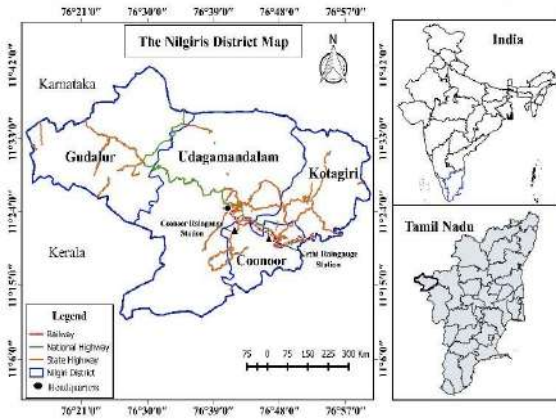 76°21'0" 76°30'0" 76°39'0" 76°48'0" 76°57'0"
The Nilgiris District Map
N
Karnataka
Gudalur
Udagamandalam
Kotagiri
Coonoor Raingauge
Station
Kethi Raingauge
Station
Coonoor
Kerala
Legend
Railway
National Highway
State Highway
Nilgiri District
Headquarters
75 0 75 150 225 300 Km
11°42'0"
11°33'0"
11°24'0"
11°15'0"
11°6'0"
11°42'0"
11°33'0"
11°24'0"
11°15'0"
11°6'0"
76°21'0" 76°30'0" 76°39'0" 76°48'0" 76°57'0"
India
Tamil Nadu